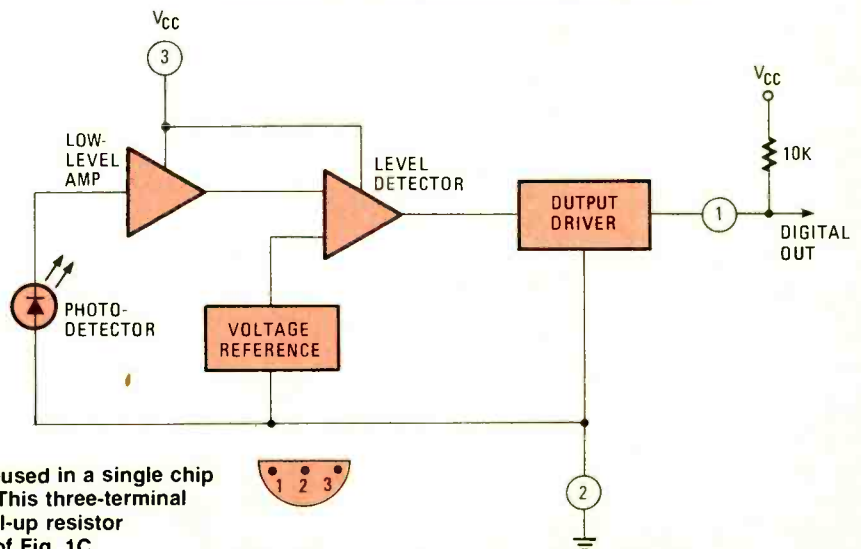 VCC
3
VCC
LOW-
LEVEL
AMP
LEVEL
DETECTOR
10K
OUTPUT
DRIVER
1
DIGITAL
OUT
PHOTO-
DETECTOR
VOLTAGE
REFERENCE
used in a single chip
This three-terminal
l-up resistor
of Fig. 1C.
1 2 3
2